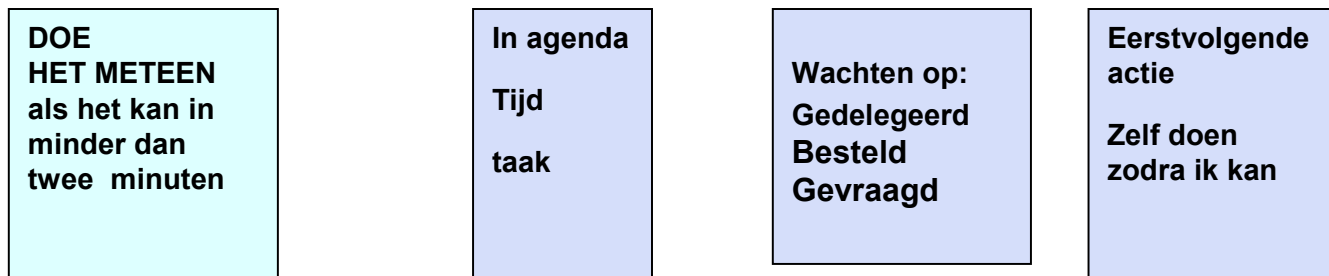 DOE
HET METEEN
als het kan in
minder dan
twee minuten
In agenda
Tijd
taak
Wachten op:
Gedelegeerd
Besteld
Gevraagd
Eerstvolgende
actie
Zelf doen
zodra ik kan